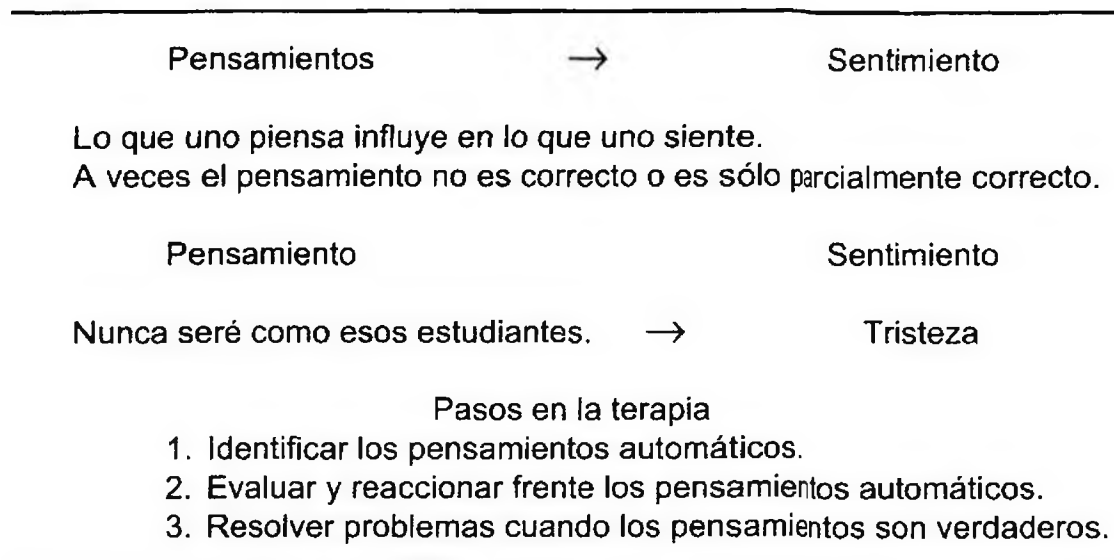 Pensamientos → Sentimiento
Lo que uno piensa influye en lo que uno siente.
A veces el pensamiento no es correcto o es sólo parcialmente correcto.
Pensamiento Sentimiento
Nunca seré como esos estudiantes. → Tristeza
Pasos en la terapia
1. Identificar los pensamientos automáticos.
2. Evaluar y reaccionar frente los pensamientos automáticos.
3. Resolver problemas cuando los pensamientos son verdaderos.